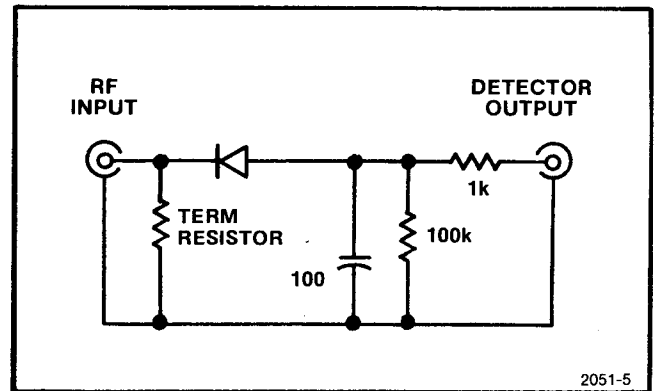 RF
INPUT
DETECTOR
OUTPUT
1k
TERM
RESISTOR
100k
100
2051-5